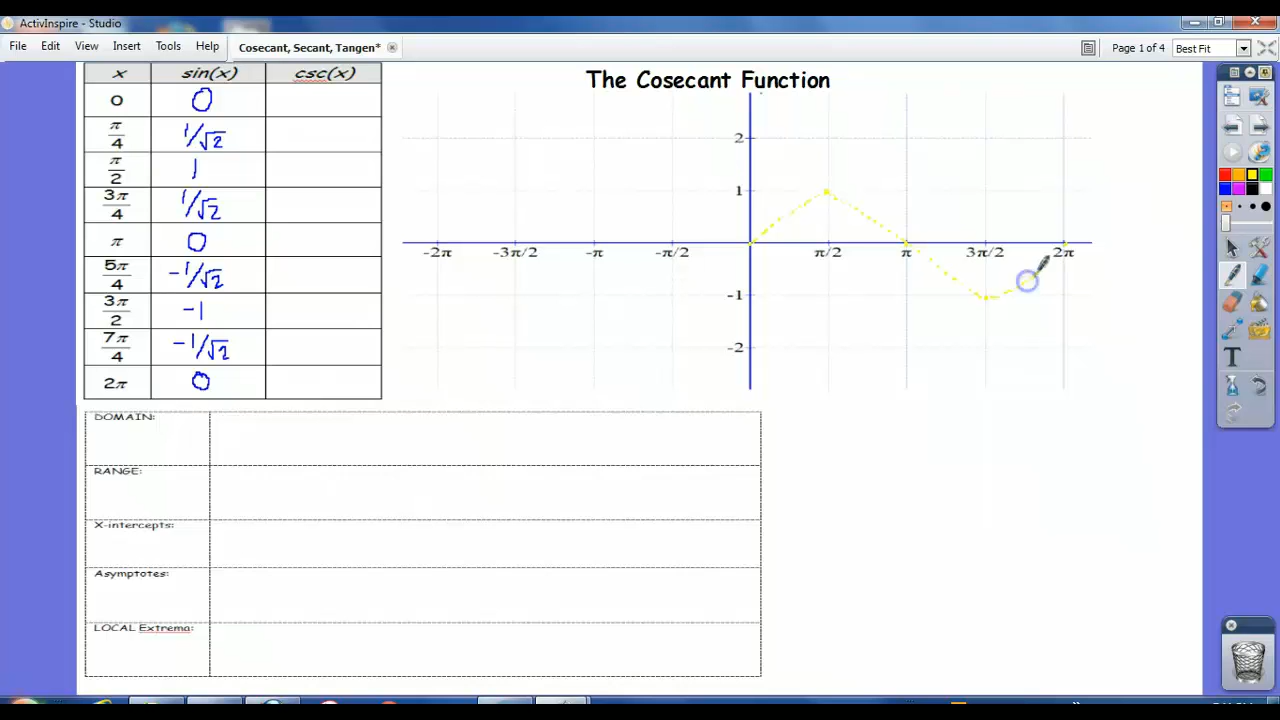 ActivInspire - Studio
File Edit View Insert Tools Help Cosecant, Secant, Tangen* Page 1 of 4 Best Fit
x sin(x) csc(x)
0 0
π/4 1/√2
π/2 1
3π/4 1/√2
π 0
5π/4 -1/√2
3π/2 -1
7π/4 -1/√2
2π 0
The Cosecant Function
2
1
-2π -3π/2 -π -π/2 π/2 π 3π/2 2π
-1
-2
DOMAIN:
RANGE:
X-intercepts:
Asymptotes:
LOCAL Extrema:
T